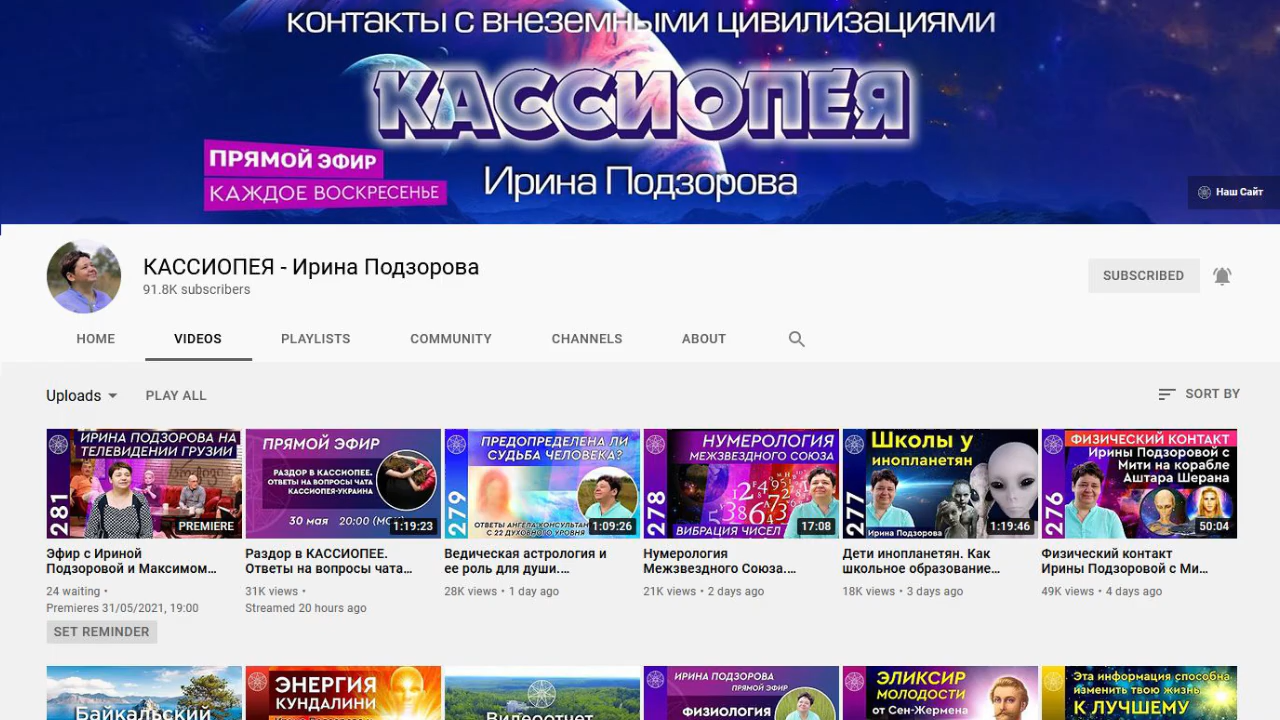 контакты с внеземными цивилизациями
КАССИОПЕЯ
ПРЯМОЙ ЭФИР
КАЖДОЕ ВОСКРЕСЕНЬЕ
Ирина Подзорова
Наш Сайт
КАССИОПЕЯ - Ирина Подзорова
91.8K subscribers
SUBSCRIBED
HOME VIDEOS PLAYLISTS COMMUNITY CHANNELS ABOUT
Uploads PLAY ALL SORT BY
ИРИНА ПОДЗОРОВА НА
ТЕЛЕВИДЕНИИ ГРУЗИИ
281
PREMIERE
Эфир с Ириной
Подзоровой и Максимом...
24 waiting •
Premieres 31/05/2021, 19:00
SET REMINDER
ПРЯМОЙ ЭФИР
РАЗДОР В КАССИОПЕЕ.
ОТВЕТЫ НА ВОПРОСЫ ЧАТА
КАССИОПЕЯ-УКРАИНА
30 мая 20:00
1:19:23
Раздор в КАССИОПЕЕ.
Ответы на вопросы чата...
31K views •
Streamed 20 hours ago
ПРЕДОПРЕДЕЛЕНА ЛИ
СУДЬБА ЧЕЛОВЕКА?
279
ОТВЕТЫ АНГЕЛА-КОНСУЛЬТАН
С 22 ДУХОВНОГО УРОВНЯ
1:09:26
Ведическая астрология и
ее роль для души....
28K views • 1 day ago
НУМЕРОЛОГИЯ
МЕЖЗВЕЗДНОГО СОЮЗА
278
ВИБРАЦИЯ ЧИСЕЛ
17:08
Нумерология
Межзвездного Союза....
21K views • 2 days ago
Школы у
инопланетян
277
Ирина Подзорова
1:19:46
Дети инопланетян. Как
школьное образование...
18K views • 3 days ago
ФИЗИЧЕСКИЙ КОНТАКТ
Ирины Подзоровой с
Мити на корабле
Аштара Шерана
276
50:04
Физический контакт
Ирины Подзоровой с Ми...
49K views • 4 days ago
Байкальский
ЭНЕРГИЯ
КУНДАЛИНИ
Видеоотчет
ИРИНА ПОДЗОРОВА
ПРЯМОЙ ЭФИР
ФИЗИОЛОГИЯ
ЭЛИКСИР
МОЛОДОСТИ
от Сен-Жермена
Эта информация способна
изменить твою жизнь
К ЛУЧШЕМУ